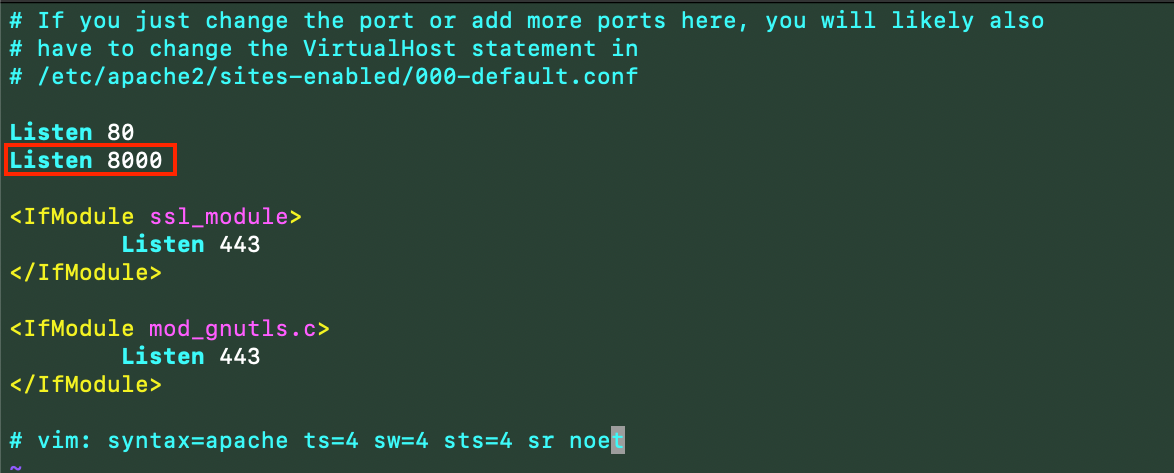 # If you just change the port or add more ports here, you will likely also
# have to change the VirtualHost statement in
# /etc/apache2/sites-enabled/000-default.conf
Listen 80
Listen 8000
<IfModule ssl_module>
        Listen 443
</IfModule>
<IfModule mod_gnutls.c>
        Listen 443
</IfModule>
# vim: syntax=apache ts=4 sw=4 sts=4 sr noet
~